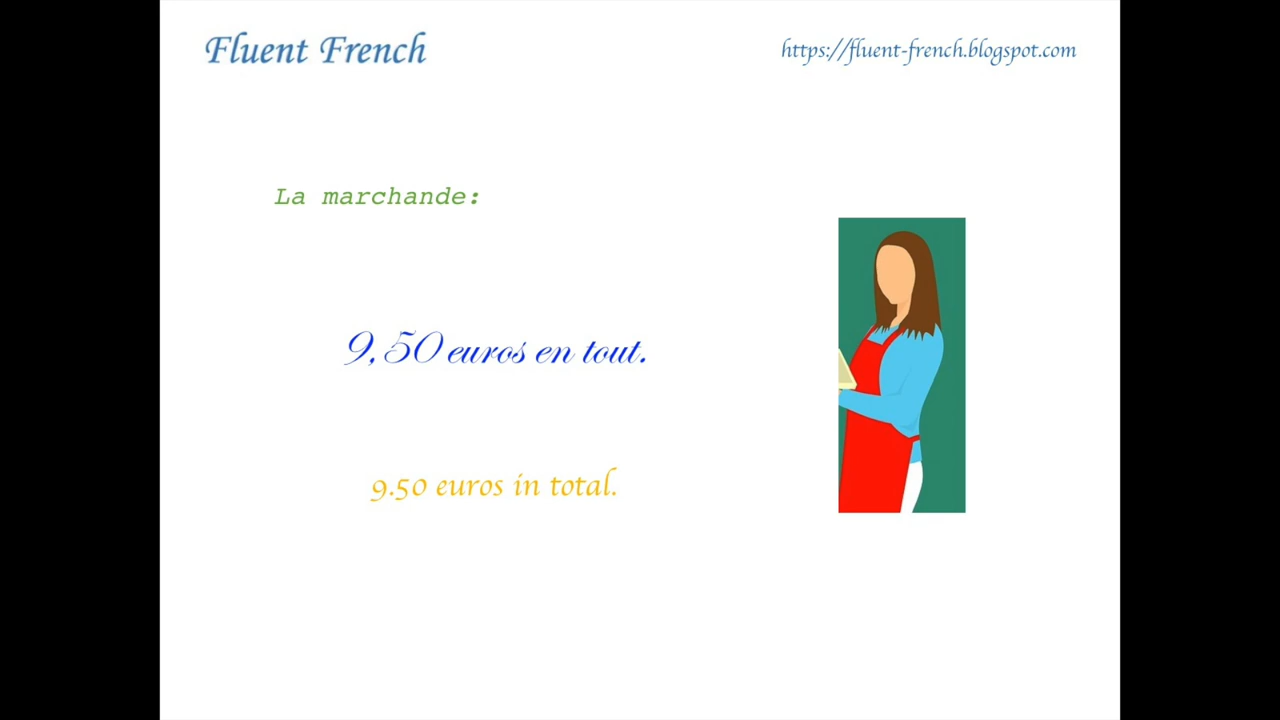 Fluent French
https://fluent-french.blogspot.com
La marchande:
9,50 euros en tout.
9.50 euros in total.